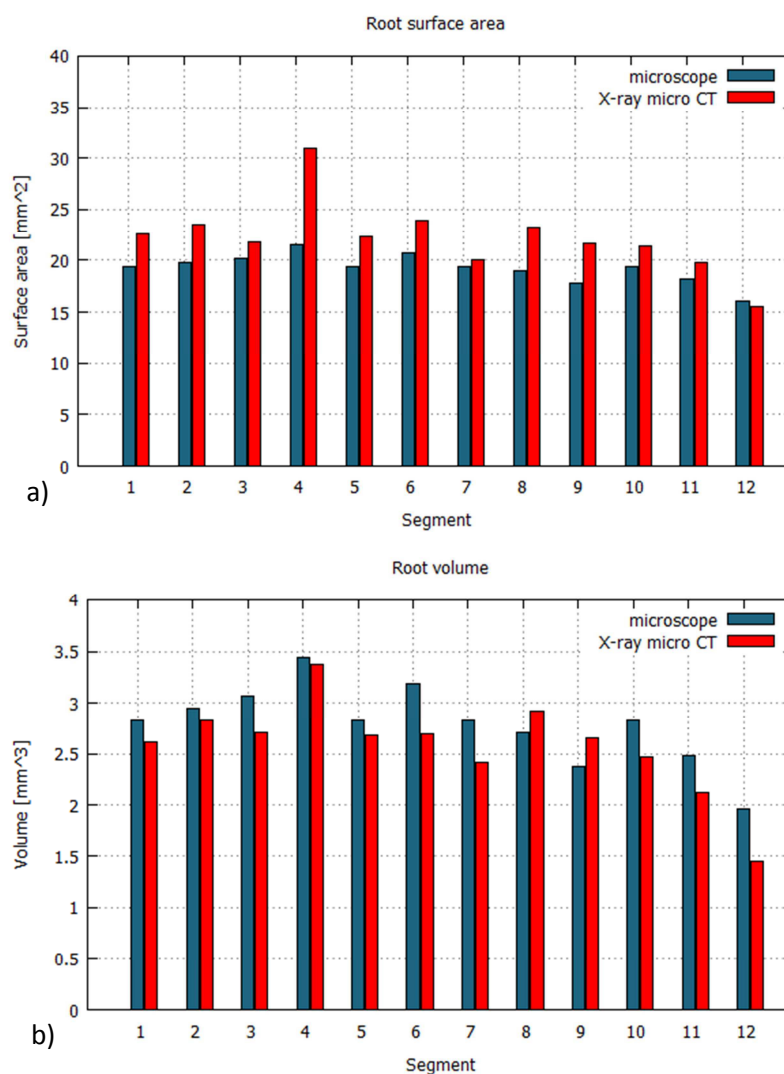 Root surface area
40
35
30
25
20
15
10
5
0
Surface area [mm^2]
microscope
X-ray micro CT
1 2 3 4 5 6 7 8 9 10 11 12
Segment
a)
Root volume
4
3.5
3
2.5
2
1.5
1
0.5
0
Volume [mm^3]
microscope
X-ray micro CT
1 2 3 4 5 6 7 8 9 10 11 12
Segment
b)